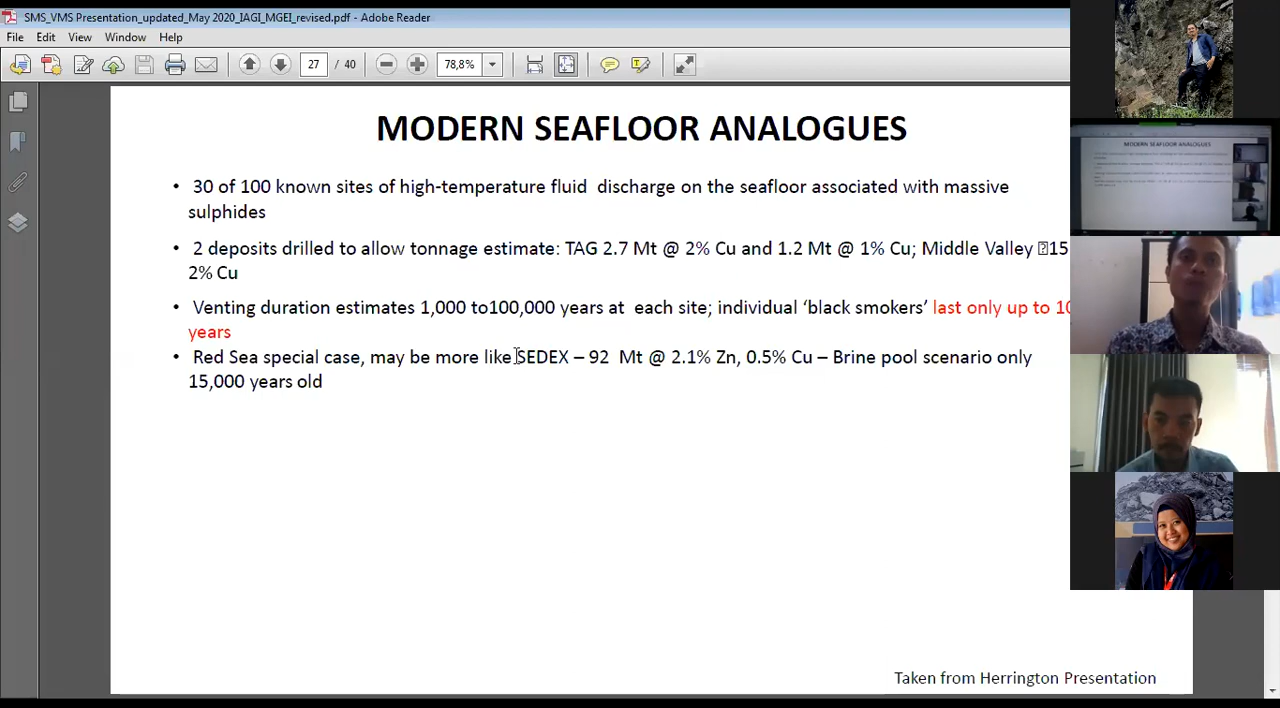 SMS_VMS Presentation_updated_May 2020_IAGI_MGEI_revised.pdf - Adobe Reader
File Edit View Window Help
27 / 40 78,8%
MODERN SEAFLOOR ANALOGUES
• 30 of 100 known sites of high-temperature fluid discharge on the seafloor associated with massive
sulphides
• 2 deposits drilled to allow tonnage estimate: TAG 2.7 Mt @ 2% Cu and 1.2 Mt @ 1% Cu; Middle Valley 15
2% Cu
• Venting duration estimates 1,000 to100,000 years at each site; individual ‘black smokers’ last only up to 10
years
• Red Sea special case, may be more like SEDEX – 92 Mt @ 2.1% Zn, 0.5% Cu – Brine pool scenario only
15,000 years old
Taken from Herrington Presentation
MODERN SEAFLOOR ANALOGUES